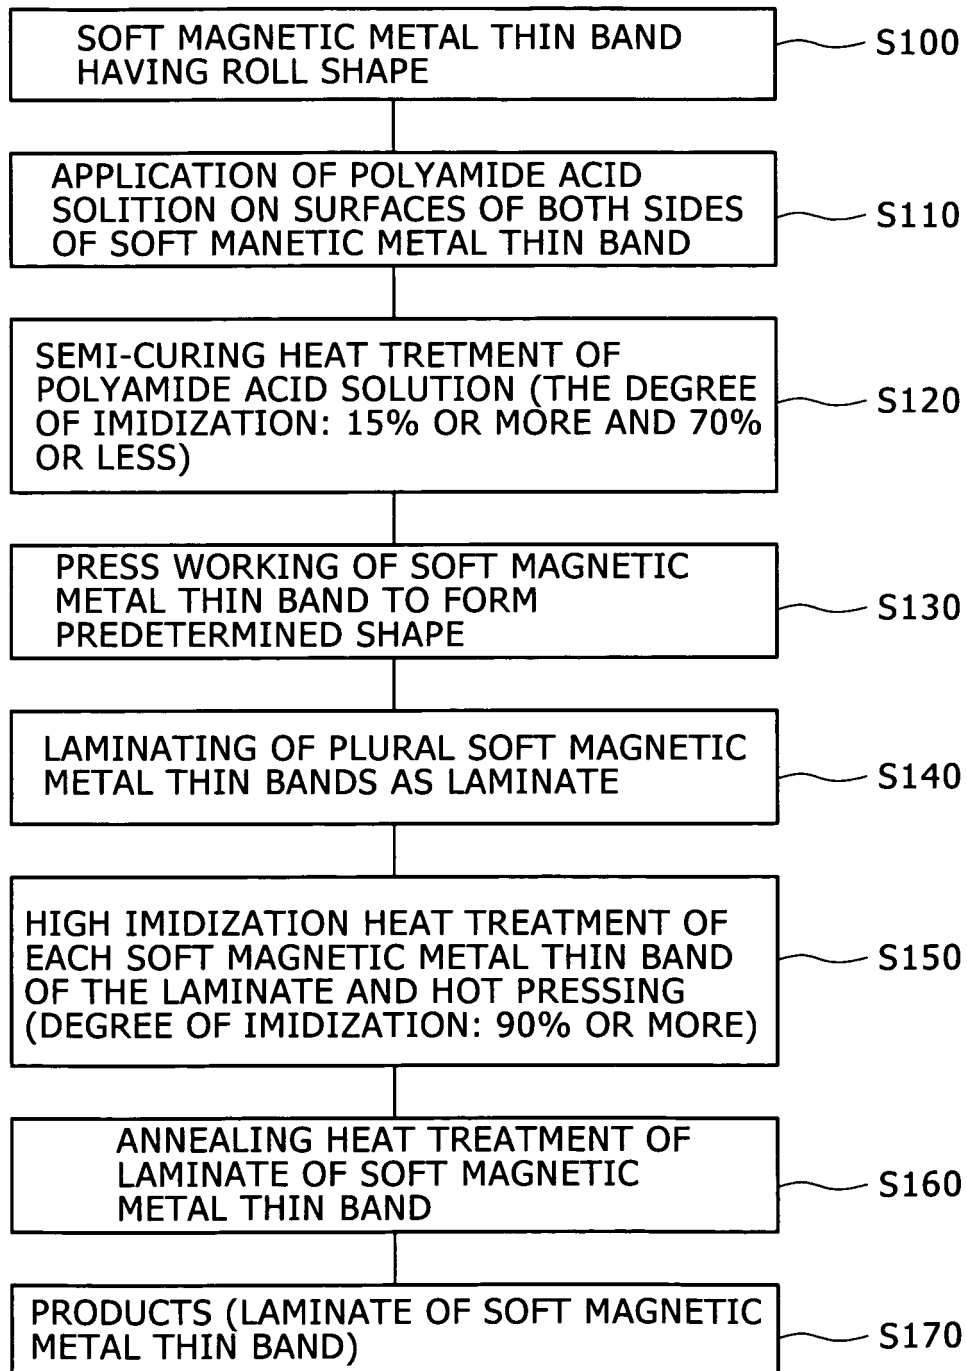 SOFT MAGNETIC METAL THIN BAND
HAVING ROLL SHAPE
S100
APPLICATION OF POLYAMIDE ACID
SOLITION ON SURFACES OF BOTH SIDES
OF SOFT MANETIC METAL THIN BAND
S110
SEMI-CURING HEAT TRETMENT OF
POLYAMIDE ACID SOLUTION (THE DEGREE
OF IMIDIZATION: 15% OR MORE AND 70%
OR LESS)
S120
PRESS WORKING OF SOFT MAGNETIC
METAL THIN BAND TO FORM
PREDETERMINED SHAPE
S130
LAMINATING OF PLURAL SOFT MAGNETIC
METAL THIN BANDS AS LAMINATE
S140
HIGH IMIDIZATION HEAT TREATMENT OF
EACH SOFT MAGNETIC METAL THIN BAND
OF THE LAMINATE AND HOT PRESSING
(DEGREE OF IMIDIZATION: 90% OR MORE)
S150
ANNEALING HEAT TREATMENT OF
LAMINATE OF SOFT MAGNETIC
METAL THIN BAND
S160
PRODUCTS (LAMINATE OF SOFT MAGNETIC
METAL THIN BAND)
S170